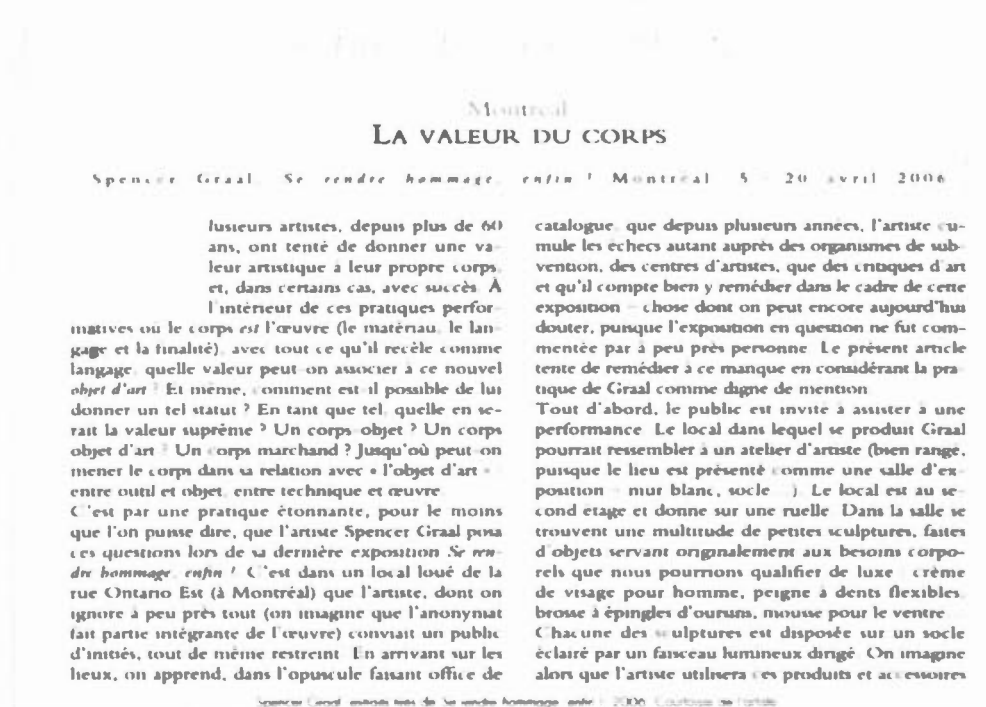 Montréal
LA VALEUR DU CORPS
Spencer Graal Se rendre hommage, enfin ! Montréal 5 - 20 avril 2006
lusieurs artistes, depuis plus de 60
ans, ont tenté de donner une va-
leur artistique à leur propre corps
et, dans certains cas, avec succès. À
l'intérieur de ces pratiques perfor-
matives où le corps est l'œuvre (le matériau, le lan-
gage et la finalité), avec tout ce qu'il recèle comme
langage, quelle valeur peut-on associer à ce nouvel
objet d'art ? Et même, comment est-il possible de lui
donner un tel statut ? En tant que tel, quelle en se-
rait la valeur suprême ? Un corps objet ? Un corps
objet d'art ? Un corps marchand ? Jusqu'où peut-on
mener le corps dans sa relation avec « l'objet d'art »
entre outil et objet, entre technique et œuvre
C'est par une pratique étonnante, pour le moins
que l'on puisse dire, que l'artiste Spencer Graal posa
ces questions lors de sa dernière exposition Se ren-
dre hommage, enfin ! C'est dans un local loué de la
rue Ontario Est (à Montréal) que l'artiste, dont on
ignore à peu près tout (on imagine que l'anonymat
fait partie intégrante de l'œuvre) conviait un public
d'initiés, tout de même restreint. En arrivant sur les
lieux, on apprend, dans l'opuscule faisant office de
catalogue, que depuis plusieurs années, l'artiste cu-
mule les échecs autant auprès des organismes de sub-
vention, des centres d'artistes, que des critiques d'art
et qu'il compte bien y remédier dans le cadre de cette
exposition - chose dont on peut encore aujourd'hui
douter, puisque l'exposition en question ne fut com-
mentée par à peu près personne. Le présent article
tente de remédier à ce manque en considérant la pra-
tique de Graal comme digne de mention
Tout d'abord, le public est invité à assister à une
performance. Le local dans lequel se produit Graal
pourrait ressembler à un atelier d'artiste (bien rangé,
puisque le lieu est présenté comme une salle d'ex-
position - mur blanc, socle...). Le local est au se-
cond étage et donne sur une ruelle. Dans la salle se
trouvent une multitude de petites sculptures, faites
d'objets servant originalement aux besoins corpo-
rels que nous pourrions qualifier de luxe : crème
de visage pour homme, peigne à dents flexibles,
brosse à épingles d'oursins, mousse pour le ventre.
Chacune des sculptures est disposée sur un socle
éclairé par un faisceau lumineux dirigé. On imagine
alors que l'artiste utilisera ces produits et accessoires
Spencer Graal, extraits de Se rendre hommage, enfin ! 2006 Courtoisie de l'artiste